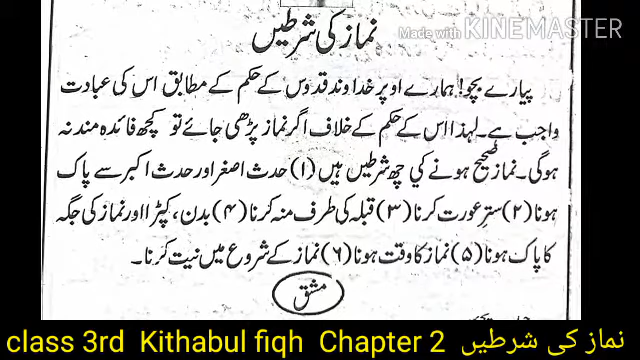 Made with KINEMASTER
نماز کی شرطیں
پیارے بچو! ہمارے اوپر خداوند قدوس کے حکم کے مطابق اس کی عبادت
واجب ہے۔ لہذا اس کے حکم کے خلاف اگر نماز پڑھی جائے تو کچھ فائدہ مند نہ
ہوگی۔ نماز صحیح ہونے کی چھ شرطیں ہیں (۱) حدث اصغر اور حدث اکبر سے پاک
ہونا (۲) ستر عورت کرنا (۳) قبلہ کی طرف منہ کرنا (۴) بدن، کپڑا اور نماز کی جگہ
کا پاک ہونا (۵) نماز کا وقت ہونا (۶) نماز کے شروع میں نیت کرنا۔
مشق
class 3rd Kithabul fiqh Chapter 2 نماز کی شرطیں